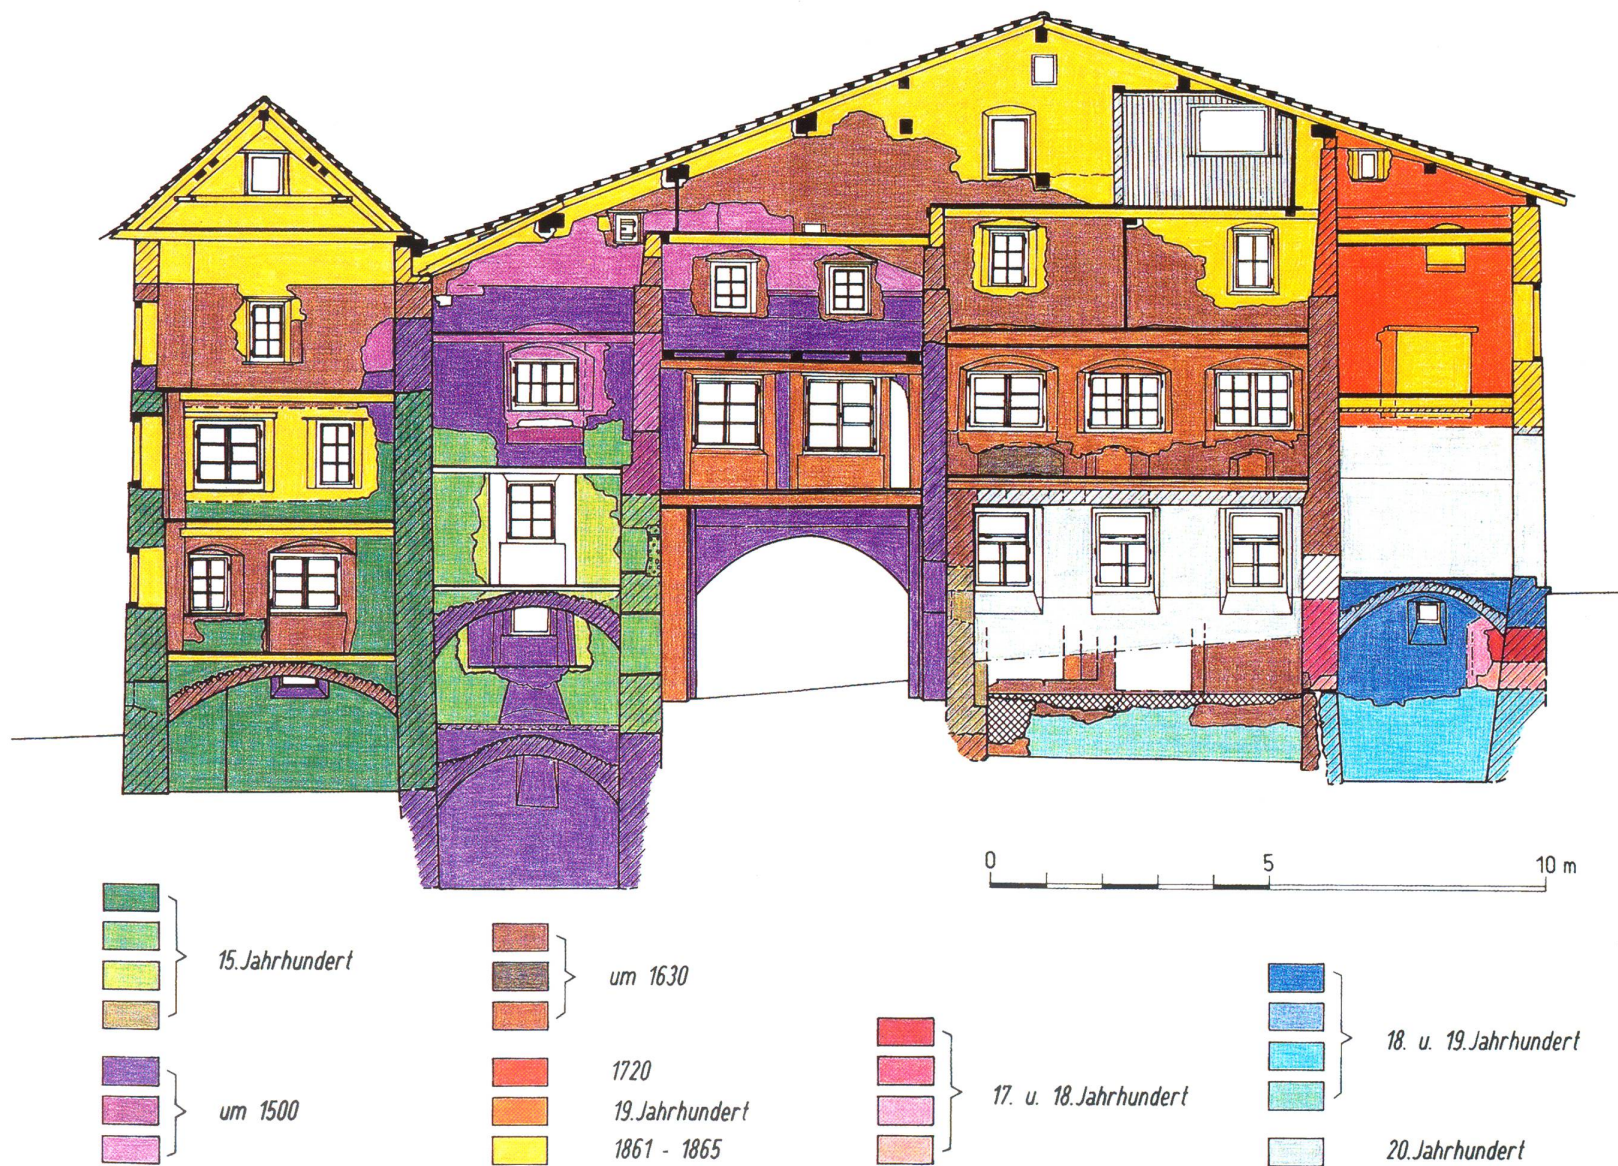 0 5 10 m
15.Jahrhundert
um 1500
um 1630
1720
19.Jahrhundert
1861 - 1865
17. u. 18.Jahrhundert
18. u. 19.Jahrhundert
20.Jahrhundert